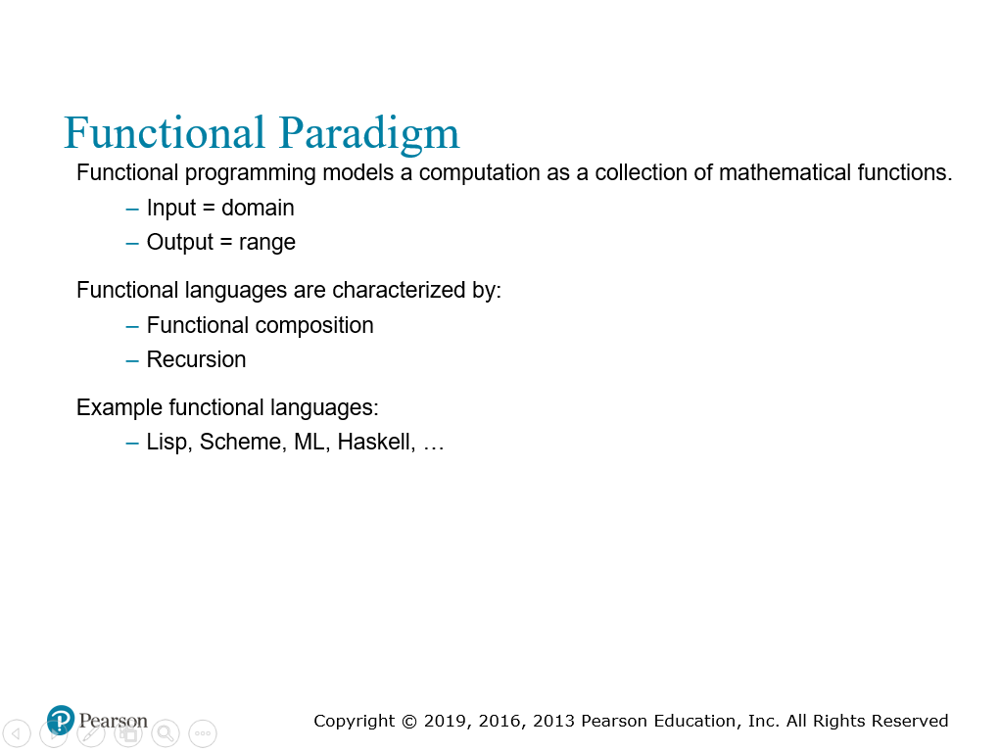 Functional Paradigm
Functional programming models a computation as a collection of mathematical functions.
– Input = domain
– Output = range
Functional languages are characterized by:
– Functional composition
– Recursion
Example functional languages:
– Lisp, Scheme, ML, Haskell, …
Pearson
Copyright © 2019, 2016, 2013 Pearson Education, Inc. All Rights Reserved